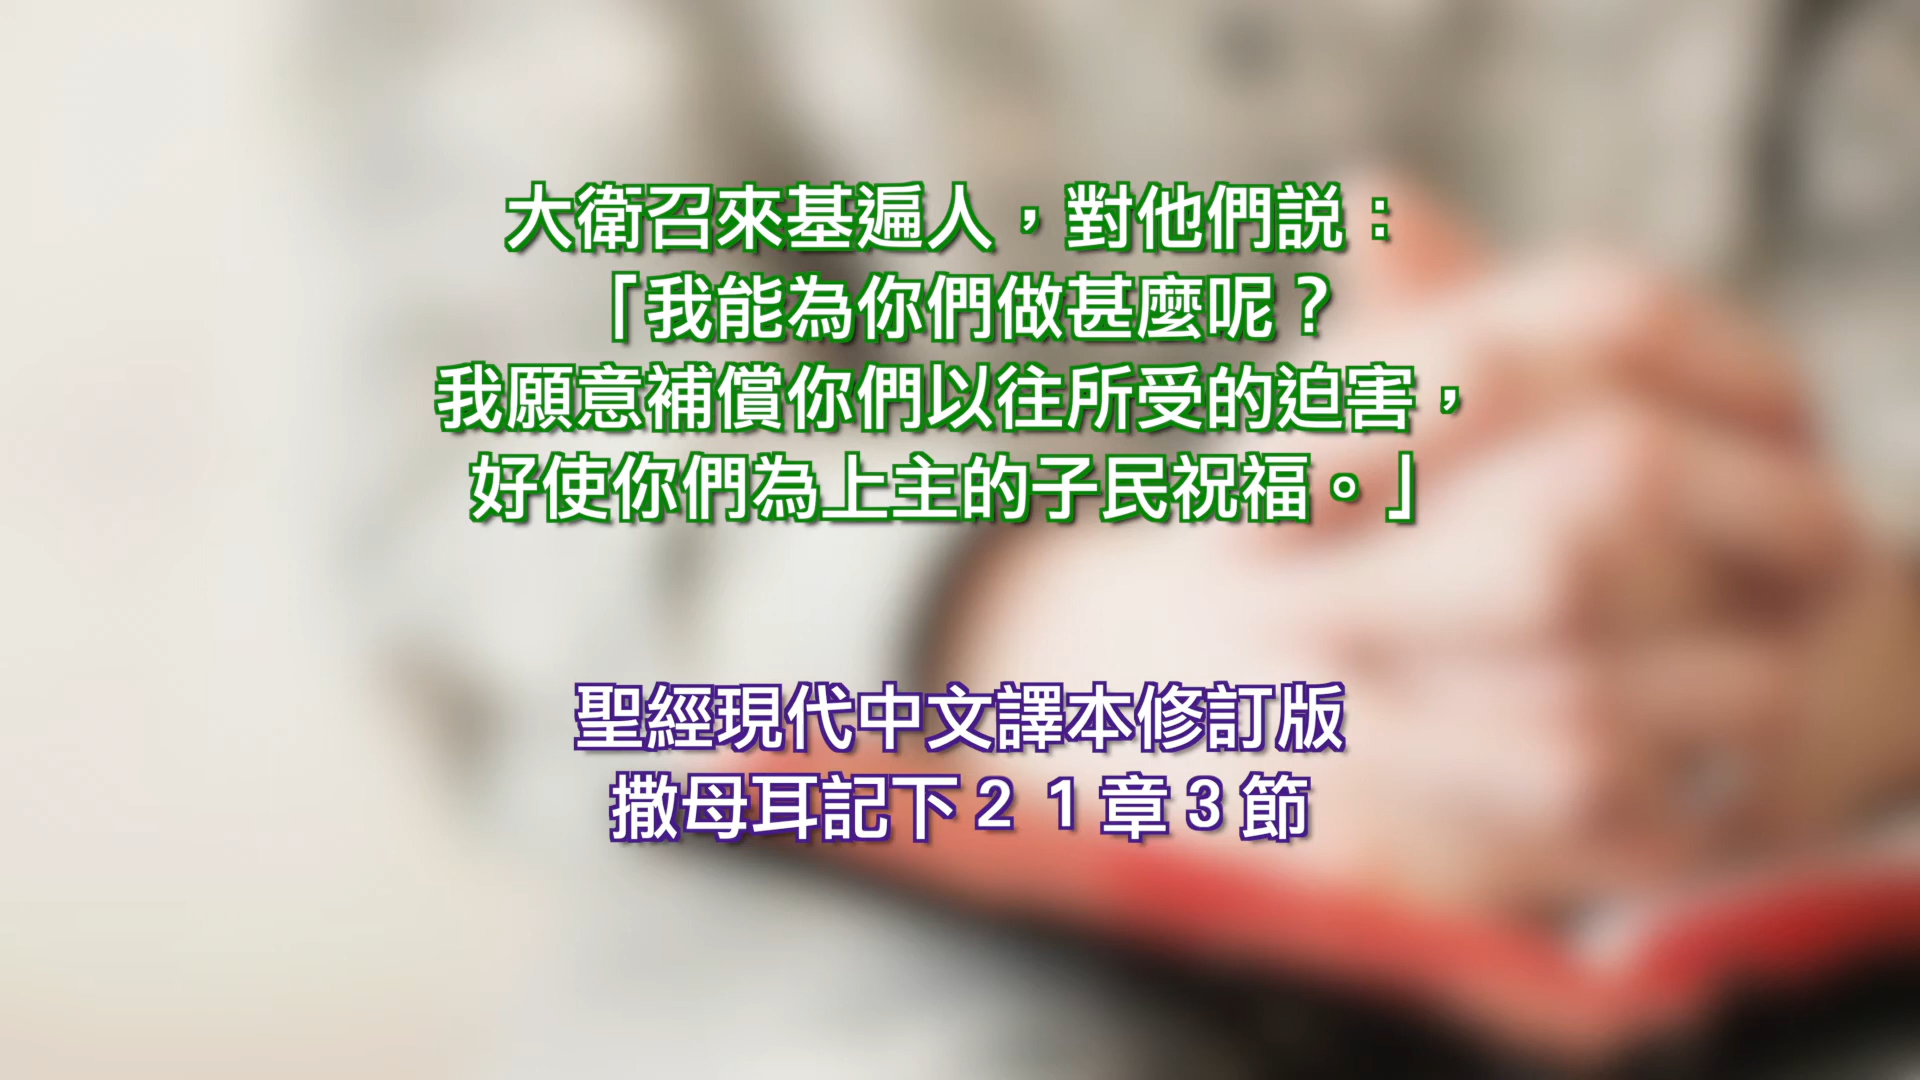 大衛召來基遍人，對他們説：
「我能為你們做甚麼呢？
我願意補償你們以往所受的迫害，
好使你們為上主的子民祝福。」
聖經現代中文譯本修訂版
撒母耳記下２１章３節